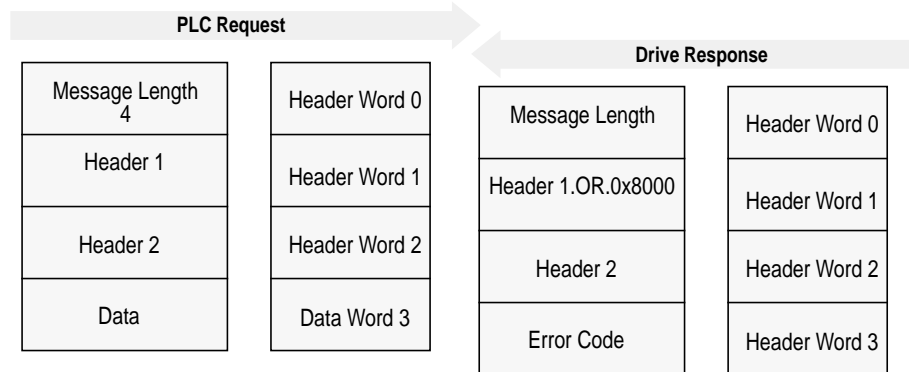 PLC Request
Message Length
4
Header 1
Header 2
Data
Header Word 0
Header Word 1
Header Word 2
Data Word 3
Drive Response
Message Length
Header 1.OR.0x8000
Header 2
Error Code
Header Word 0
Header Word 1
Header Word 2
Header Word 3